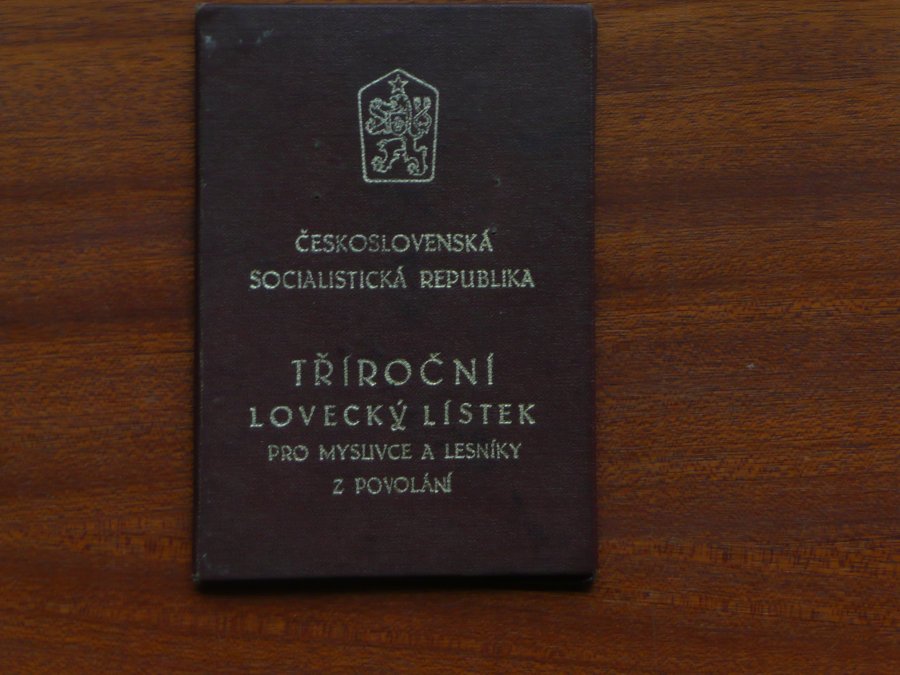 ČESKOSLOVENSKÁ
SOCIALISTICKÁ REPUBLIKA
TŘÍROČNÍ
LOVECKÝ LÍSTEK
PRO MYSLIVCE A LESNÍKY
Z POVOLÁNÍ